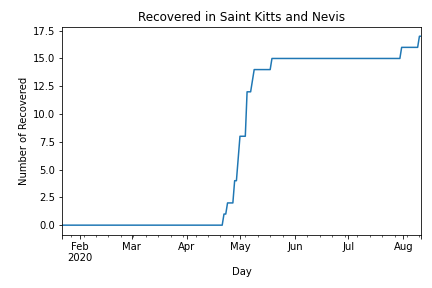 Recovered in Saint Kitts and Nevis
Number of Recovered
17.5
15.0
12.5
10.0
7.5
5.0
2.5
0.0
Feb Mar Apr May Jun Jul Aug
2020
Day